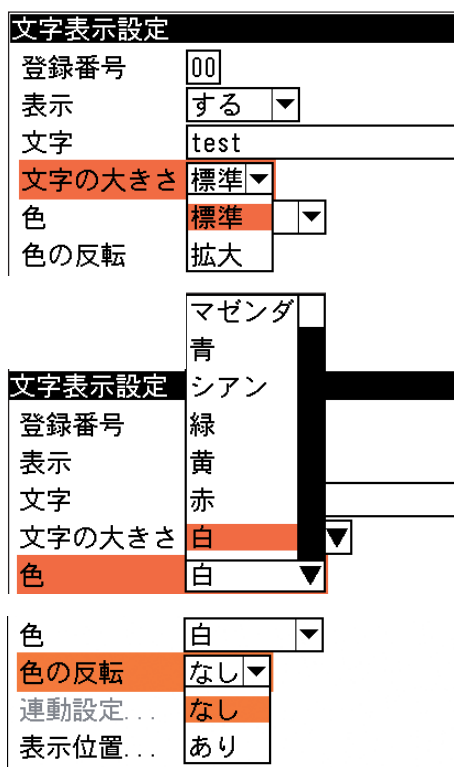 文字表示設定
登録番号 00
表示 する
文字 test
文字の大きさ 標準
色 標準
色の反転 拡大
マゼンダ
青
文字表示設定 シアン
登録番号 緑
表示 黄
文字 赤
文字の大きさ 白
色 白
色 白
色の反転 なし
連動設定... なし
表示位置... あり